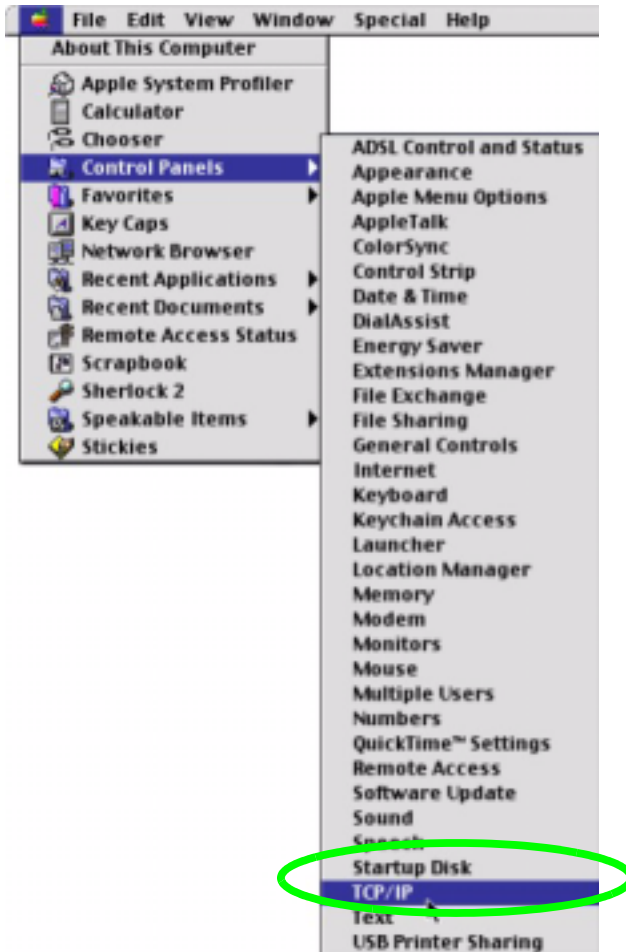 File Edit View Window Special Help
About This Computer
Apple System Profiler
Calculator
Chooser
Control Panels
Favorites
Key Caps
Network Browser
Recent Applications
Recent Documents
Remote Access Status
Scrapbook
Sherlock 2
Speakable Items
Stickies
ADSL Control and Status
Appearance
Apple Menu Options
AppleTalk
ColorSync
Control Strip
Date & Time
DialAssist
Energy Saver
Extensions Manager
File Exchange
File Sharing
General Controls
Internet
Keyboard
Keychain Access
Launcher
Location Manager
Memory
Modem
Monitors
Mouse
Multiple Users
Numbers
QuickTime™ Settings
Remote Access
Software Update
Sound
Speech
Startup Disk
TCP/IP
Text
USB Printer Sharing